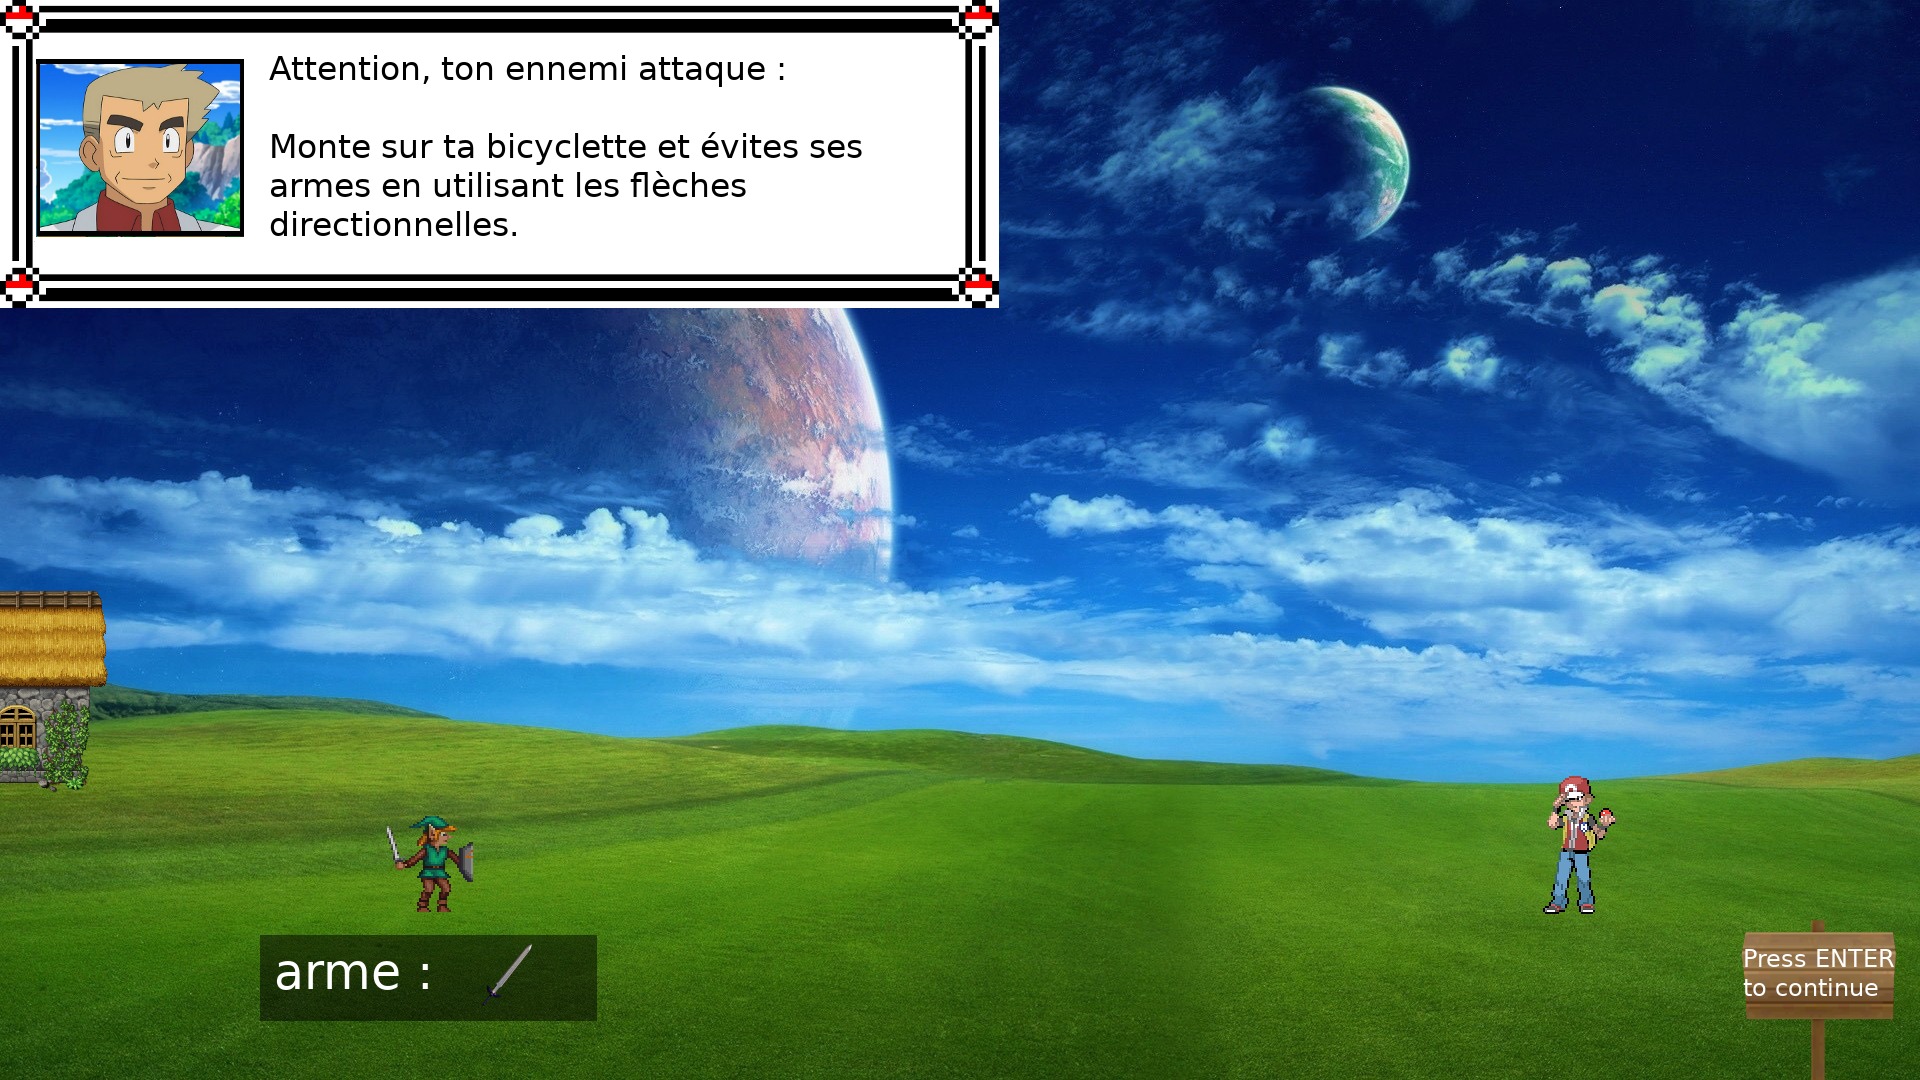 Attention, ton ennemi attaque :
Monte sur ta bicyclette et évites ses
armes en utilisant les flèches
directionnelles.
arme :
Press ENTER
to continue